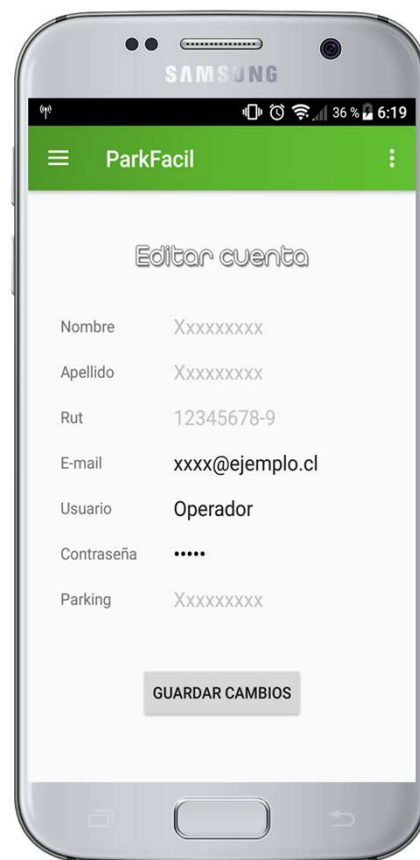 SAMSUNG
36 % 6:19
ParkFacil
Editar cuenta
Nombre Xxxxxxxxx
Apellido Xxxxxxxxx
Rut 12345678-9
E-mail xxxx@ejemplo.cl
Usuario Operador
Contraseña •••••
Parking Xxxxxxxxx
GUARDAR CAMBIOS